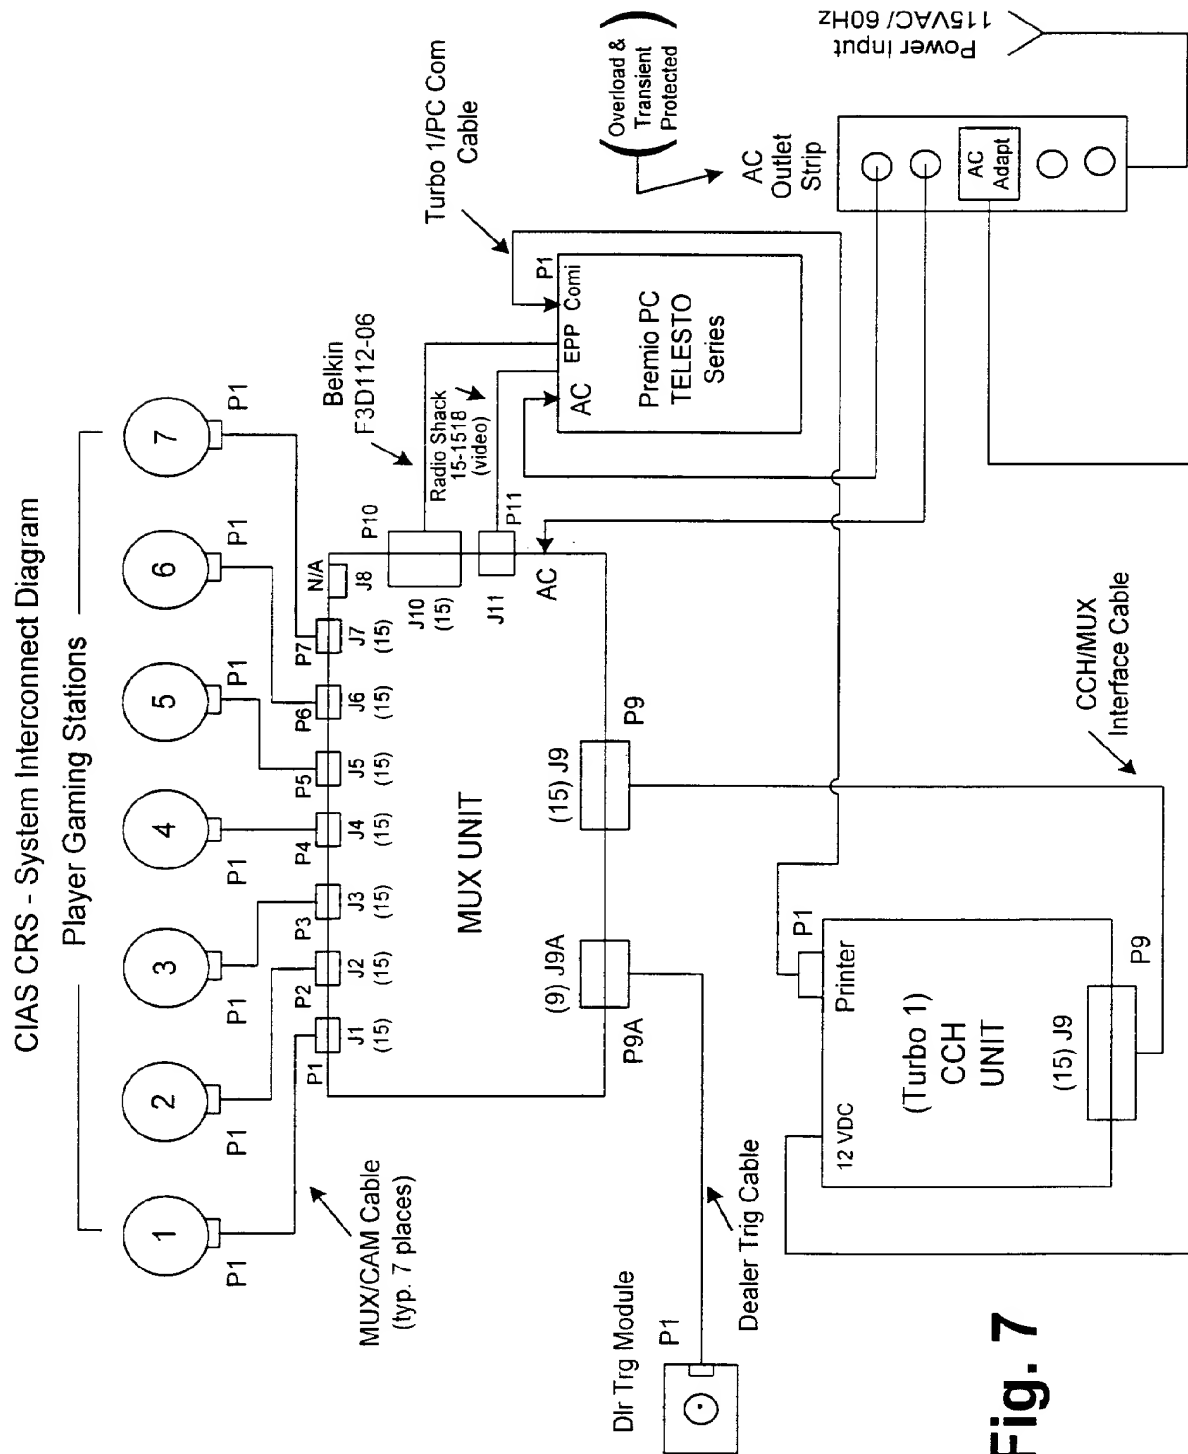 CIAS CRS - System Interconnect Diagram
Player Gaming Stations
1
2
3
4
5
6
7
P1
P1
P1
P1
P1
P1
P1
MUX/CAM Cable
(typ. 7 places)
P1
P2
P3
P4
P5
P6
P7
N/A
J1
(15)
J2
(15)
J3
(15)
J4
(15)
J5
(15)
J6
(15)
J7
(15)
J8
P10
J10
(15)
J11
P11
AC
MUX UNIT
(9) J9A
P9A
(15) J9
P9
Belkin
F3D112-06
Radio Shack
15-1518
(video)
Turbo 1/PC Com
Cable
AC
EPP
Comi
P1
Premio PC
TELESTO
Series
(Overload &
Transient
Protected)
AC
Outlet
Strip
AC
Adapt
Power Input
115VAC/ 60Hz
Dlr Trg Module
P1
Dealer Trig Cable
12 VDC
Printer
P1
(Turbo 1)
CCH
UNIT
(15) J9
P9
CCH/MUX
Interface Cable
Fig. 7